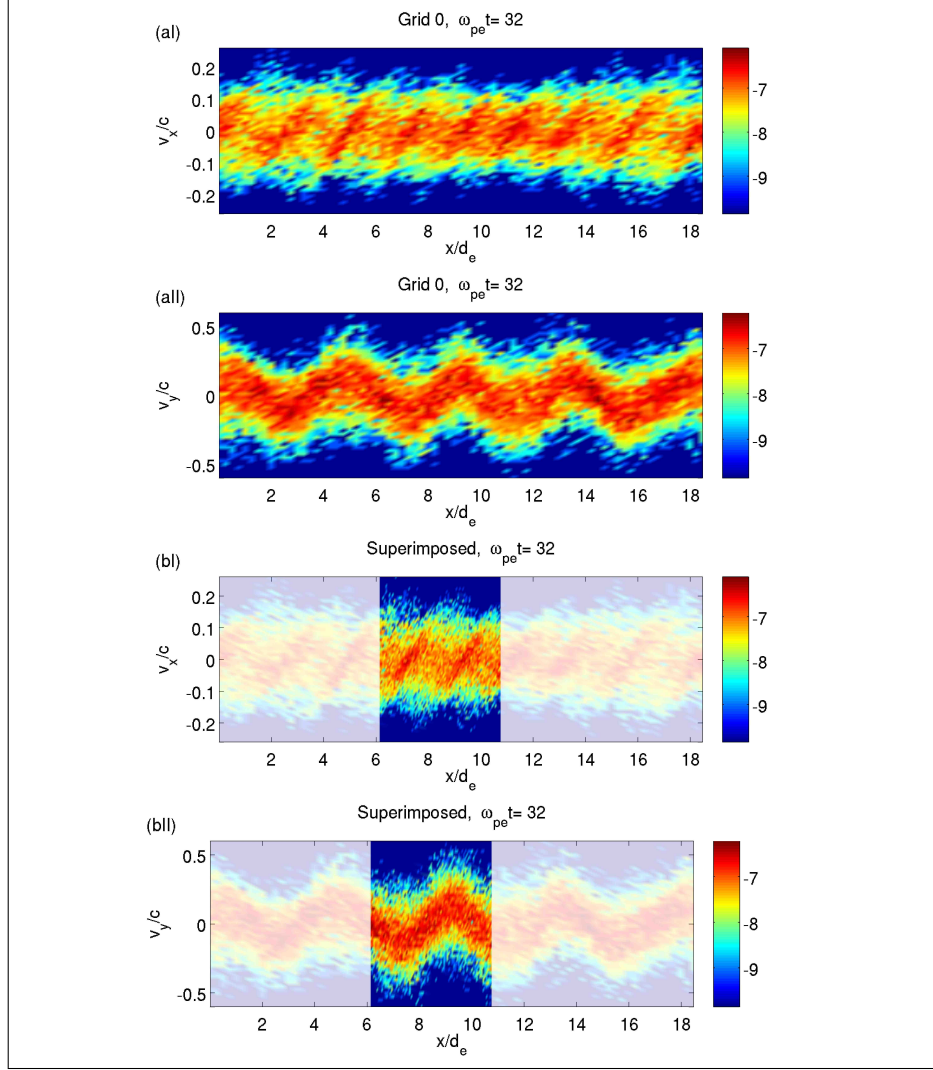 (aI)
Grid 0, ω_pe t= 32
0.2
0.1
0
-0.1
-0.2
v_x/c
2 4 6 8 10 12 14 16 18
x/d_e
-7
-8
-9
(aII)
Grid 0, ω_pe t= 32
0.5
0
-0.5
v_y/c
2 4 6 8 10 12 14 16 18
x/d_e
-7
-8
-9
(bI)
Superimposed, ω_pe t= 32
0.2
0.1
0
-0.1
-0.2
v_x/c
2 4 6 8 10 12 14 16 18
x/d_e
-7
-8
-9
(bII)
Superimposed, ω_pe t= 32
0.5
0
-0.5
v_y/c
2 4 6 8 10 12 14 16 18
x/d_e
-7
-8
-9